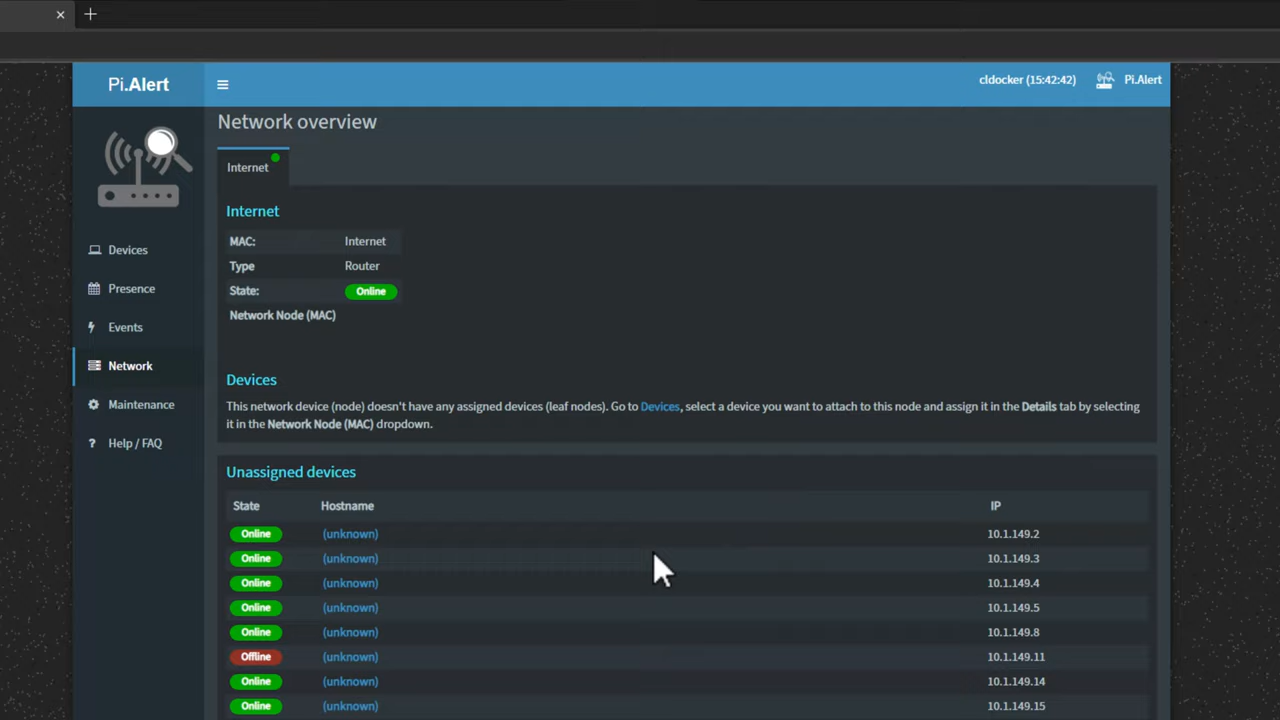 Pi.Alert
cldocker (15:42:42)
Pi.Alert
Network overview
Internet
Internet
MAC: Internet
Type Router
State: Online
Network Node (MAC)
Devices
Presence
Events
Network
Maintenance
Help / FAQ
Devices
This network device (node) doesn't have any assigned devices (leaf nodes). Go to Devices, select a device you want to attach to this node and assign it in the Details tab by selecting
it in the Network Node (MAC) dropdown.
Unassigned devices
State Hostname IP
Online (unknown) 10.1.149.2
Online (unknown) 10.1.149.3
Online (unknown) 10.1.149.4
Online (unknown) 10.1.149.5
Online (unknown) 10.1.149.8
Offline (unknown) 10.1.149.11
Online (unknown) 10.1.149.14
Online (unknown) 10.1.149.15